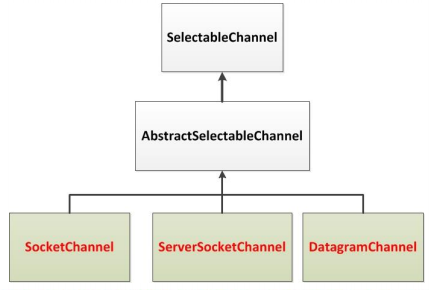 SelectableChannel
AbstractSelectableChannel
SocketChannel
ServerSocketChannel
DatagramChannel